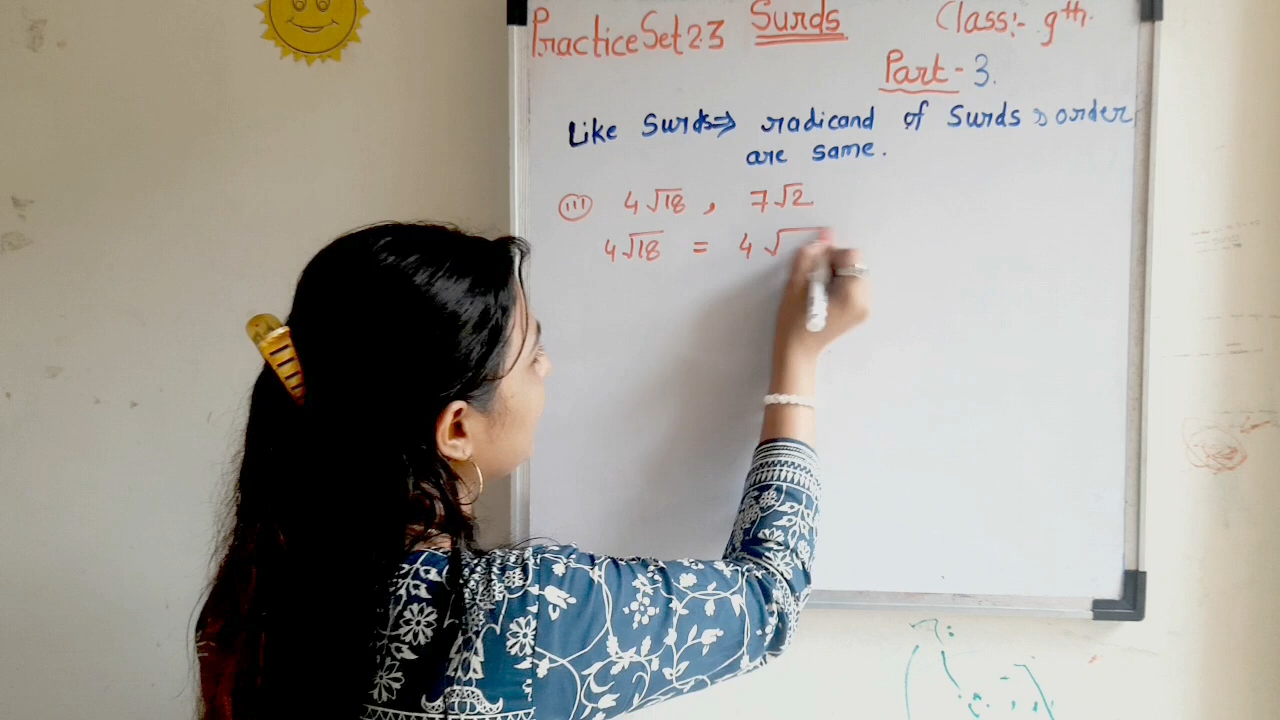 Practice Set 2.3 Surds Class:- 9th.
Part - 3.
Like Surds ⇒ radicand of Surds & order
are same.
(iii) 4√18 , 7√2
4√18 = 4√